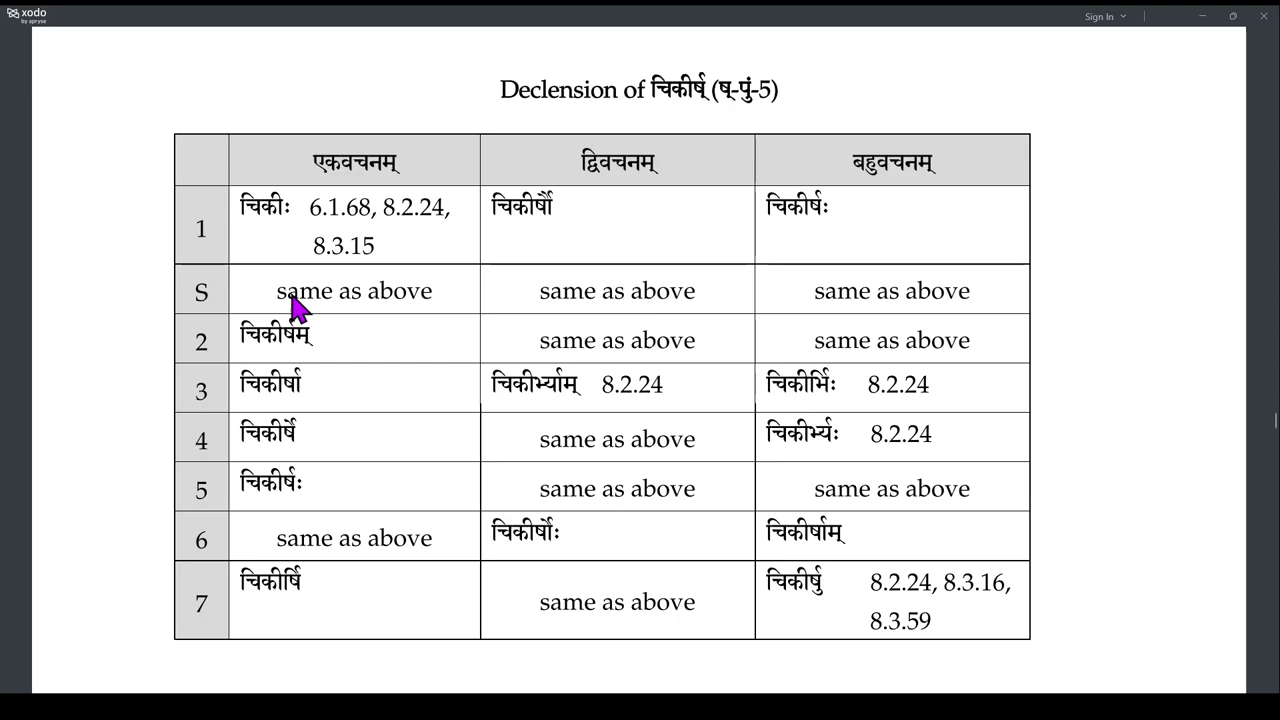 xodo
by apryse
Sign In
Declension of चिकीर्ष् (ष्-पुं-5)
एकवचनम् द्विवचनम् बहुवचनम्
1 चिकीः 6.1.68, 8.2.24, 8.3.15 चिकीर्षौ चिकीर्षः
S same as above same as above same as above
2 चिकीर्षम् same as above same as above
3 चिकीर्षा चिकीर्भ्याम् 8.2.24 चिकीर्भिः 8.2.24
4 चिकीर्षे same as above चिकीर्भ्यः 8.2.24
5 चिकीर्षः same as above same as above
6 same as above चिकीर्षोः चिकीर्षाम्
7 चिकीर्षि same as above चिकीर्षु 8.2.24, 8.3.16, 8.3.59